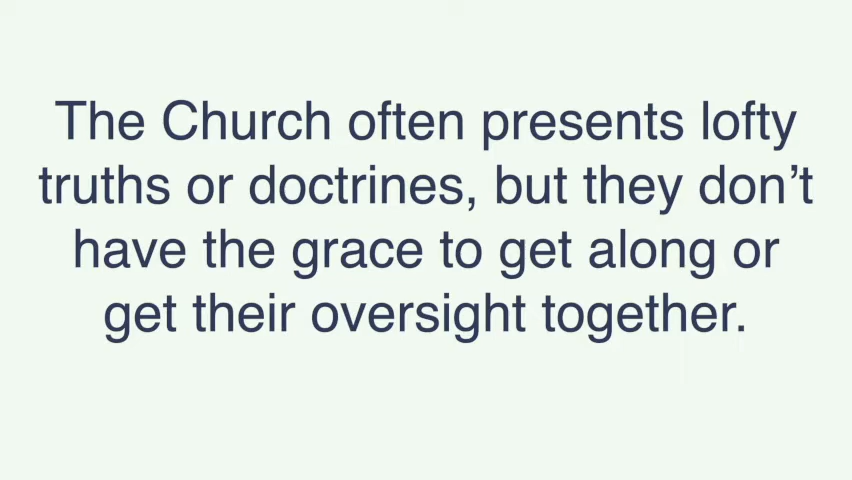 The Church often presents lofty
truths or doctrines, but they don’t
have the grace to get along or
get their oversight together.